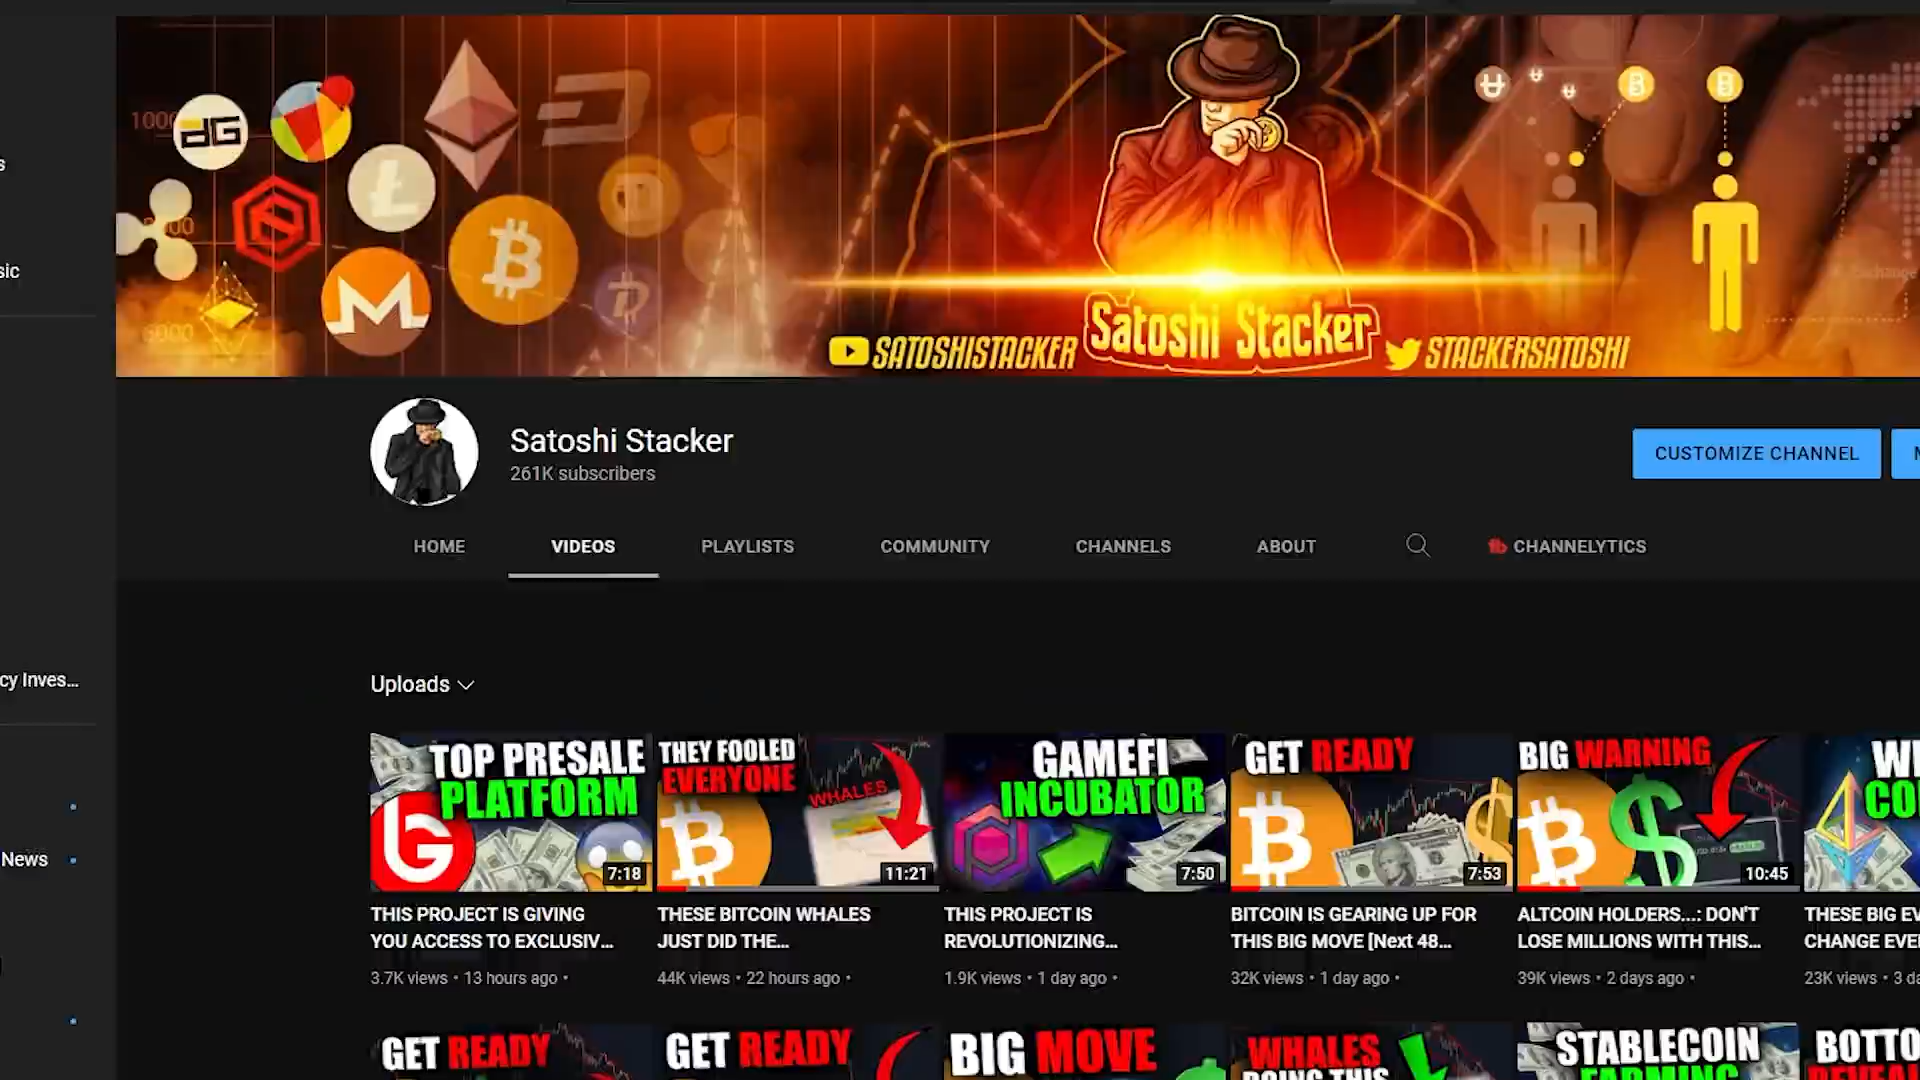 dG
SATOSHISTACKER
Satoshi Stacker
STACKERSATOSHI
s
sic
Satoshi Stacker
261K subscribers
CUSTOMIZE CHANNEL
HOME
VIDEOS
PLAYLISTS
COMMUNITY
CHANNELS
ABOUT
CHANNELYTICS
cy Inves...
News
Uploads
TOP PRESALE
PLATFORM
7:18
THIS PROJECT IS GIVING
YOU ACCESS TO EXCLUSIV...
3.7K views • 13 hours ago •
THEY FOOLED
EVERYONE
WHALES
11:21
THESE BITCOIN WHALES
JUST DID THE...
44K views • 22 hours ago •
GAMEFI
INCUBATOR
7:50
THIS PROJECT IS
REVOLUTIONIZING...
1.9K views • 1 day ago •
GET READY
7:53
BITCOIN IS GEARING UP FOR
THIS BIG MOVE [Next 48...
32K views • 1 day ago •
BIG WARNING
10:45
ALTCOIN HOLDERS...: DON'T
LOSE MILLIONS WITH THIS...
39K views • 2 days ago •
CO
THESE BIG EV
CHANGE EVE
23K views • 3 da
GET READY
GET READY
BIG MOVE
WHALES
DOING THIS
STABLECOIN
FARMING
BOTTO